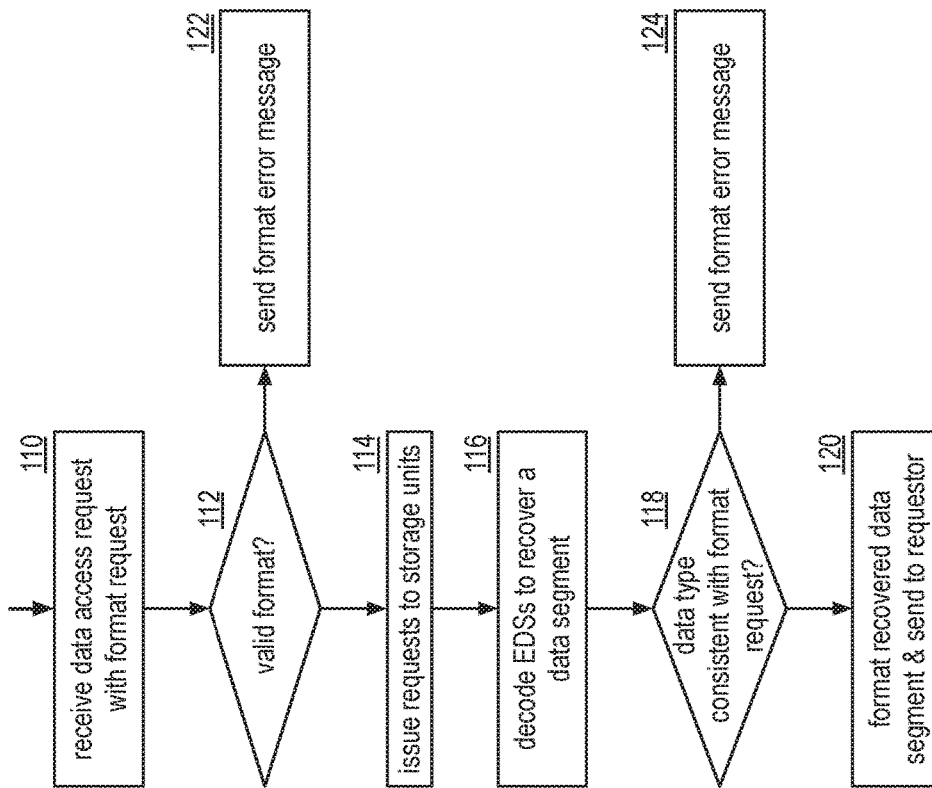 110
receive data access request
with format request
112
valid format?
122
send format error message
114
issue requests to storage units
116
decode EDSs to recover a
data segment
118
data type
consistent with format
request?
124
send format error message
120
format recovered data
segment & send to requestor